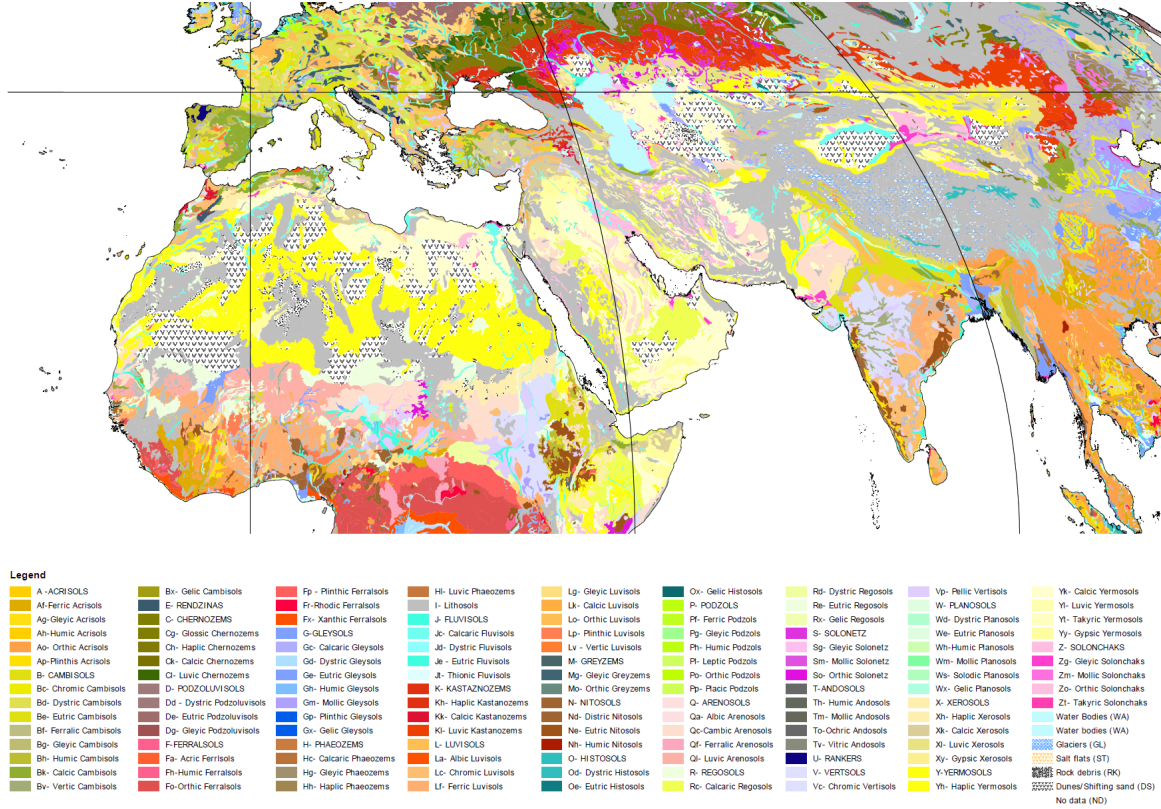 Legend
A -ACRISOLS
Af-Ferric Acrisols
Ag-Gleyic Acrisols
Ah-Humic Acrisols
Ao- Orthic Acrisols
Ap-Plinthis Acrisols
B- CAMBISOLS
Bc- Chromic Cambisols
Bd- Dystric Cambisols
Be- Eutric Cambisols
Bf- Ferralic Cambisols
Bg- Gleyic Cambisols
Bh- Humic Cambisols
Bk- Calcic Cambisols
Bv- Vertic Cambisols
Bx- Gelic Cambisols
E- RENDZINAS
C- CHERNOZEMS
Cg- Glossic Chernozems
Ch- Haplic Chernozems
Ck- Calcic Chernozems
Cl- Luvic Chernozems
D- PODZOLUVISOLS
Dd - Dystric Podzoluvisols
De- Eutric Podzoluvisols
Dg- Gleyic Podzoluvisols
F-FERRALSOLS
Fa- Acric Ferrlsols
Fh-Humic Ferralsols
Fo-Orthic Ferralsols
Fp - Plinthic Ferralsols
Fr-Rhodic Ferralsols
Fx- Xanthic Ferralsols
G-GLEYSOLS
Gc- Calcaric Gleysols
Gd- Dystric Gleysols
Ge- Eutric Gleysols
Gh- Humic Gleysols
Gm- Mollic Gleysols
Gp- Plinthic Gleysols
Gx- Gelic Gleysols
H- PHAEOZEMS
Hc- Calcaric Phaeozems
Hg- Gleyic Phaeozems
Hh- Haplic Phaeozems
Hl- Luvic Phaeozems
I- Lithosols
J- FLUVISOLS
Jc- Calcaric Fluvisols
Jd- Dystric Fluvisols
Je - Eutric Fluvisols
Jt- Thionic Fluvisols
K- KASTAZNOZEMS
Kh- Haplic Kastanozems
Kk- Calcic Kastanozems
Kl- Luvic Kastanozems
L- LUVISOLS
La- Albic Luvisols
Lc- Chromic Luvisols
Lf- Ferric Luvisols
Lg- Gleyic Luvisols
Lk- Calcic Luvisols
Lo- Orthic Luvisols
Lp- Plinthic Luvisols
Lv - Vertic Luvisols
M- GREYZEMS
Mg- Gleyic Greyzems
Mo- Orthic Greyzems
N- NITOSOLS
Nd- Distric Nitosols
Ne- Eutric Nitosols
Nh- Humic Nitosols
O- HISTOSOLS
Od- Dystric Histosols
Oe- Eutric Histosols
Ox- Gelic Histosols
P- PODZOLS
Pf- Ferric Podzols
Pg- Gleyic Podzols
Ph- Humic Podzols
Pl- Leptic Podzols
Po- Orthic Podzols
Pp- Placic Podzols
Q- ARENOSOLS
Qa- Albic Arenosols
Qc-Cambic Arenosols
Qf- Ferralic Arenosols
Ql- Luvic Arenosols
R- REGOSOLS
Rc- Calcaric Regosols
Rd- Dystric Regosols
Re- Eutric Regosols
Rx- Gelic Regosols
S- SOLONETZ
Sg- Gleyic Solonetz
Sm- Mollic Solonetz
So- Orthic Solonetz
T-ANDOSOLS
Th- Humic Andosols
Tm- Mollic Andosols
To-Ochric Andosols
Tv- Vitric Andosols
U- RANKERS
V- VERTSOLS
Vc- Chromic Vertisols
Vp- Pellic Vertisols
W- PLANOSOLS
Wd- Dystric Planosols
We- Eutric Planosols
Wh-Humic Planosols
Wm- Mollic Planosols
Ws- Solodic Planosols
Wx- Gelic Planosols
X- XEROSOLS
Xh- Haplic Xerosols
Xk- Calcic Xerosols
Xl- Luvic Xerosols
Xy- Gypsic Xerosols
Y-YERMOSOLS
Yh- Haplic Yermosols
Yk- Calcic Yermosols
Yl- Luvic Yermosols
Yt- Takyric Yermosols
Yy- Gypsic Yermosols
Z- SOLONCHAKS
Zg- Gleyic Solonchaks
Zm- Mollic Solonchaks
Zo- Orthic Solonchaks
Zt- Takyric Solonchaks
Water Bodies (WA)
Water bodies (WA)
Glaciers (GL)
Salt flats (ST)
Rock debris (RK)
Dunes/Shifting sand (DS)
No data (ND)